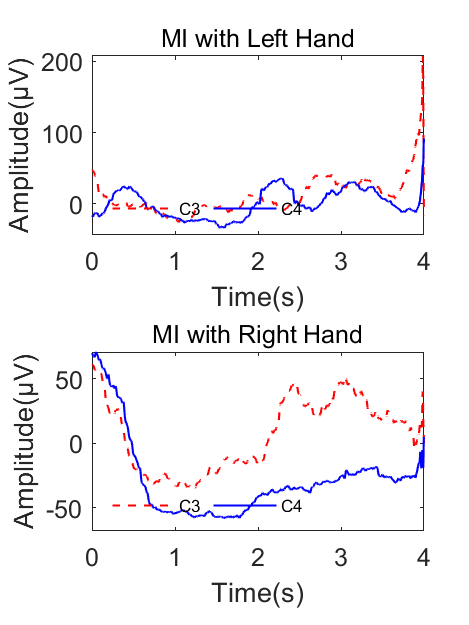 MI with Left Hand
Amplitude(μV)
200
100
0
C3 C4
0 1 2 3 4
Time(s)
MI with Right Hand
Amplitude(μV)
50
0
-50
C3 C4
0 1 2 3 4
Time(s)